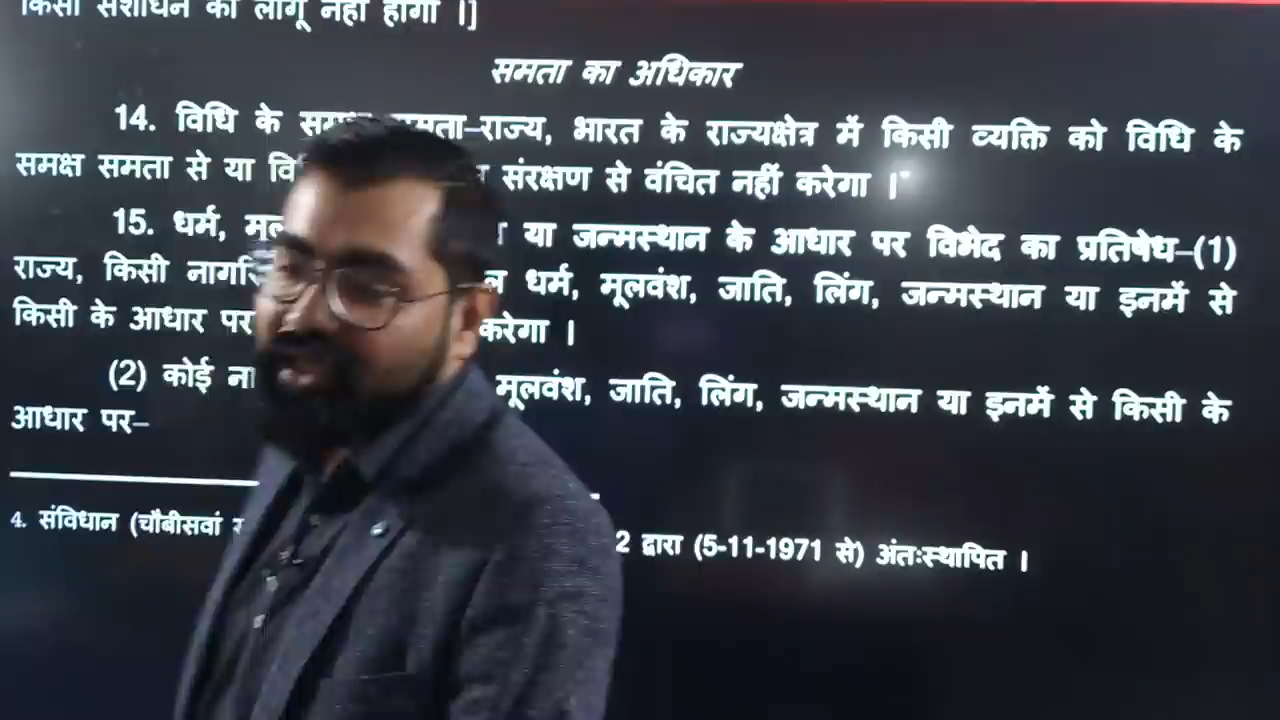 किसी संशोधन को लागू नहीं होगी ।]
समता का अधिकार
14. विधि के समता–राज्य, भारत के राज्यक्षेत्र में किसी व्यक्ति को विधि के
समक्ष समता से या संरक्षण से वंचित नहीं करेगा ।
15. धर्म, या जन्मस्थान के आधार पर विभेद का प्रतिषेध–(1)
राज्य, किसी धर्म, मूलवंश, जाति, लिंग, जन्मस्थान या इनमें से
किसी के आधार पर करेगा ।
(2) कोई मूलवंश, जाति, लिंग, जन्मस्थान या इनमें से किसी के
आधार पर–
4. संविधान (चौबीसवां 2 द्वारा (5-11-1971 से) अंतःस्थापित ।